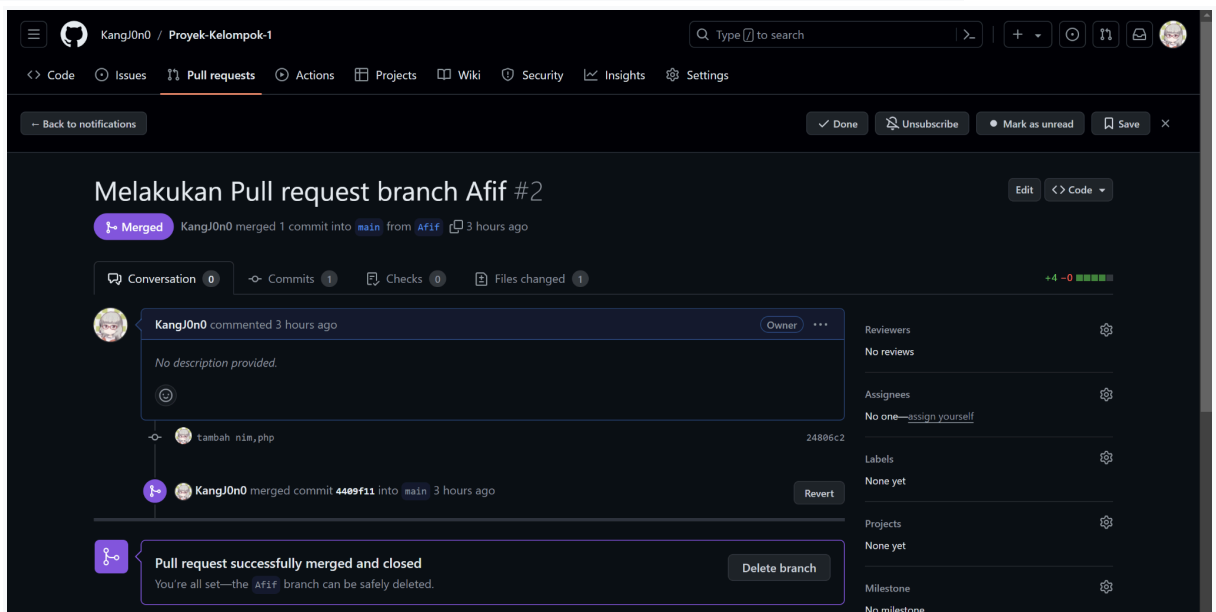 KangJ0n0 / Proyek-Kelompok-1
Type / to search
Code Issues Pull requests Actions Projects Wiki Security Insights Settings
← Back to notifications
Done Unsubscribe Mark as unread Save
Melakukan Pull request branch Afif #2
Edit <> Code
Merged KangJ0n0 merged 1 commit into main from Afif 3 hours ago
Conversation 0 Commits 1 Checks 0 Files changed 1
+4 −0
KangJ0n0 commented 3 hours ago
Owner
No description provided.
tambah nim,php
24806c2
KangJ0n0 merged commit 4409f11 into main 3 hours ago
Revert
Pull request successfully merged and closed
You're all set—the Afif branch can be safely deleted.
Delete branch
Reviewers
No reviews
Assignees
No one—assign yourself
Labels
None yet
Projects
None yet
Milestone
No milestone